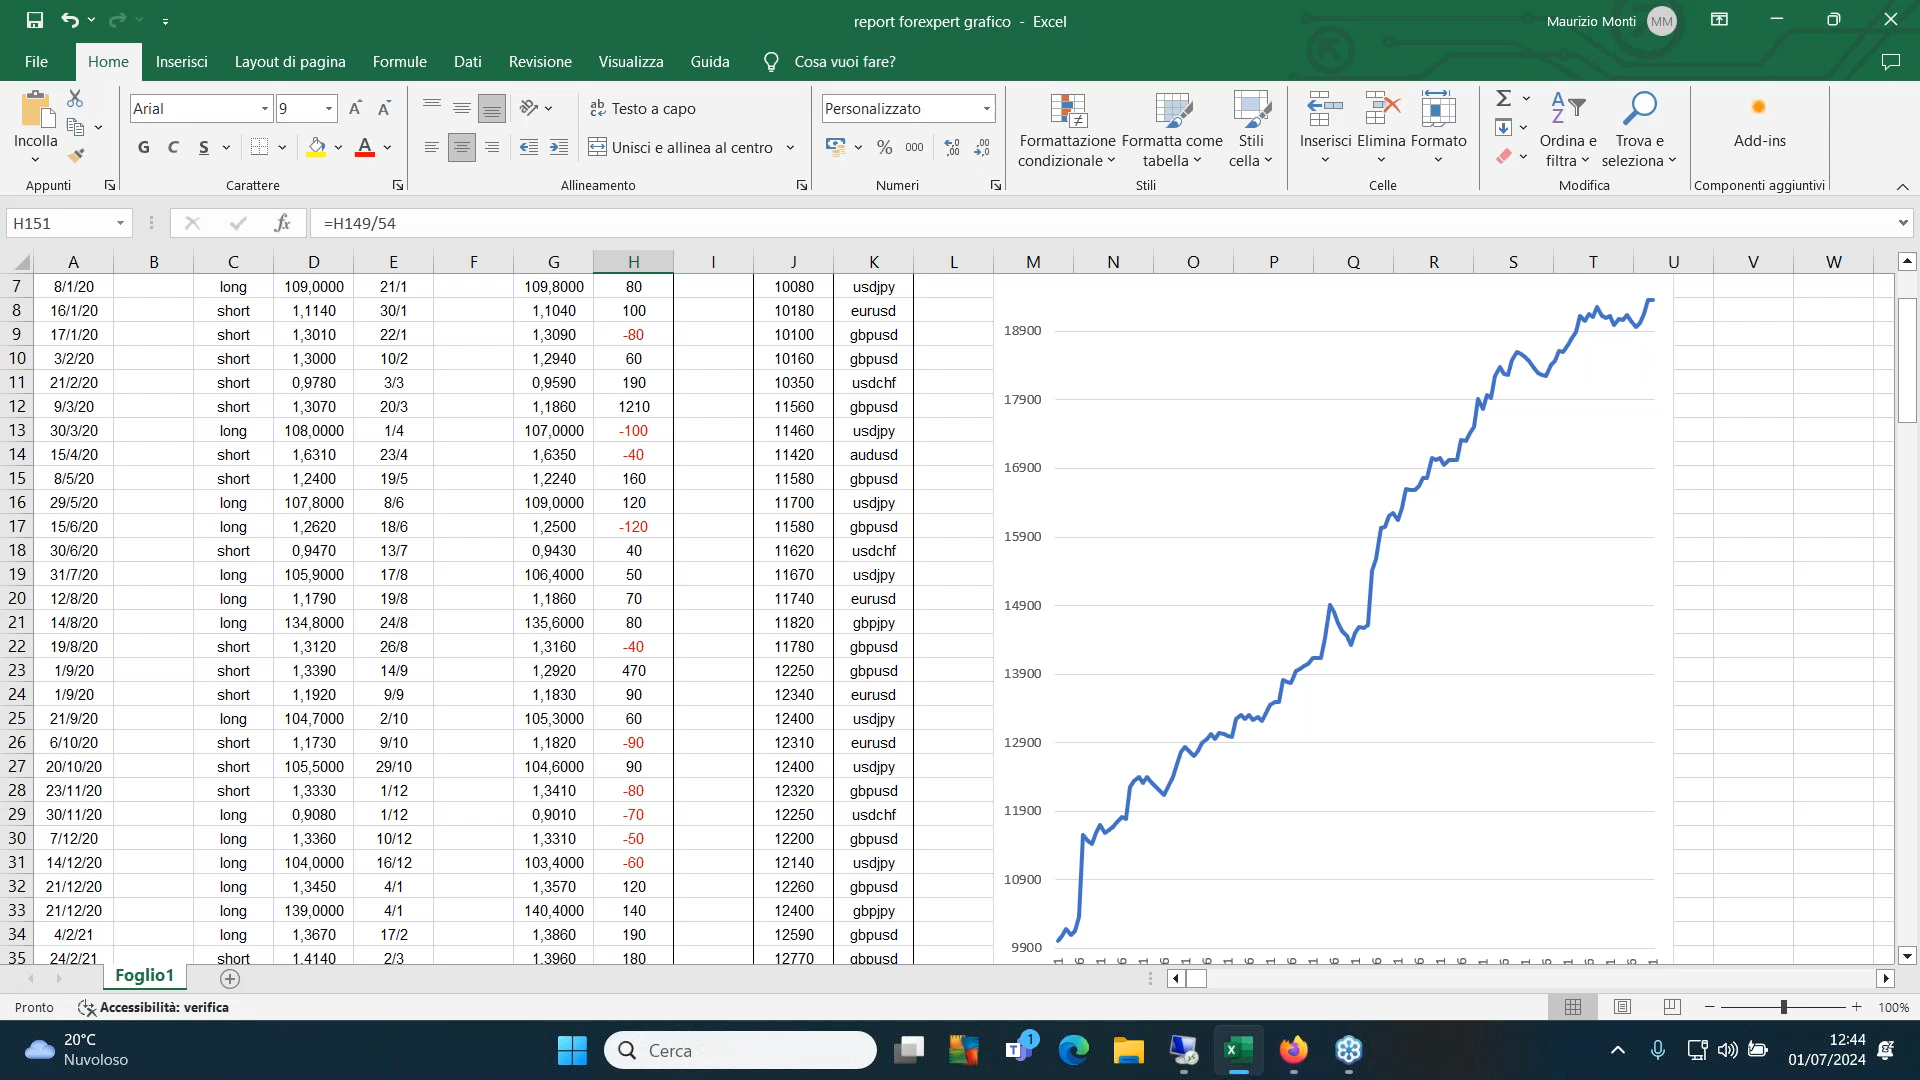 report forexpert grafico - Excel
Maurizio Monti MM
File Home Inserisci Layout di pagina Formule Dati Revisione Visualizza Guida Cosa vuoi fare?
Incolla
Arial 9
G C S
Testo a capo
Unisci e allinea al centro
Personalizzato
% 000
Formattazione condizionale
Formatta come tabella
Stili cella
Inserisci Elimina Formato
Ordina e filtra
Trova e seleziona
Add-ins
Appunti Carattere Allineamento Numeri Stili Celle Modifica Componenti aggiuntivi
H151 fx =H149/54
A B C D E F G H I J K L M N O P Q R S T U V W
7 8/1/20 long 109,0000 21/1 109,8000 80 10080 usdjpy
8 16/1/20 short 1,1140 30/1 1,1040 100 10180 eurusd
9 17/1/20 short 1,3010 22/1 1,3090 -80 10100 gbpusd
10 3/2/20 short 1,3000 10/2 1,2940 60 10160 gbpusd
11 21/2/20 short 0,9780 3/3 0,9590 190 10350 usdchf
12 9/3/20 short 1,3070 20/3 1,1860 1210 11560 gbpusd
13 30/3/20 long 108,0000 1/4 107,0000 -100 11460 usdjpy
14 15/4/20 short 1,6310 23/4 1,6350 -40 11420 audusd
15 8/5/20 short 1,2400 19/5 1,2240 160 11580 gbpusd
16 29/5/20 long 107,8000 8/6 109,0000 120 11700 usdjpy
17 15/6/20 long 1,2620 18/6 1,2500 -120 11580 gbpusd
18 30/6/20 short 0,9470 13/7 0,9430 40 11620 usdchf
19 31/7/20 long 105,9000 17/8 106,4000 50 11670 usdjpy
20 12/8/20 long 1,1790 19/8 1,1860 70 11740 eurusd
21 14/8/20 long 134,8000 24/8 135,6000 80 11820 gbpjpy
22 19/8/20 short 1,3120 26/8 1,3160 -40 11780 gbpusd
23 1/9/20 short 1,3390 14/9 1,2920 470 12250 gbpusd
24 1/9/20 short 1,1920 9/9 1,1830 90 12340 eurusd
25 21/9/20 long 104,7000 2/10 105,3000 60 12400 usdjpy
26 6/10/20 short 1,1730 9/10 1,1820 -90 12310 eurusd
27 20/10/20 short 105,5000 29/10 104,6000 90 12400 usdjpy
28 23/11/20 short 1,3330 1/12 1,3410 -80 12320 gbpusd
29 30/11/20 long 0,9080 1/12 0,9010 -70 12250 usdchf
30 7/12/20 long 1,3360 10/12 1,3310 -50 12200 gbpusd
31 14/12/20 long 104,0000 16/12 103,4000 -60 12140 usdjpy
32 21/12/20 long 1,3450 4/1 1,3570 120 12260 gbpusd
33 21/12/20 long 139,0000 4/1 140,4000 140 12400 gbpjpy
34 4/2/21 long 1,3670 17/2 1,3860 190 12590 gbpusd
35 24/2/21 short 1,4140 2/3 1,3960 180 12770 gbpusd
18900
17900
16900
15900
14900
13900
12900
11900
10900
9900
Foglio1
Pronto Accessibilità: verifica 100%
20°C
Nuvoloso
Cerca
1
12:44
01/07/2024